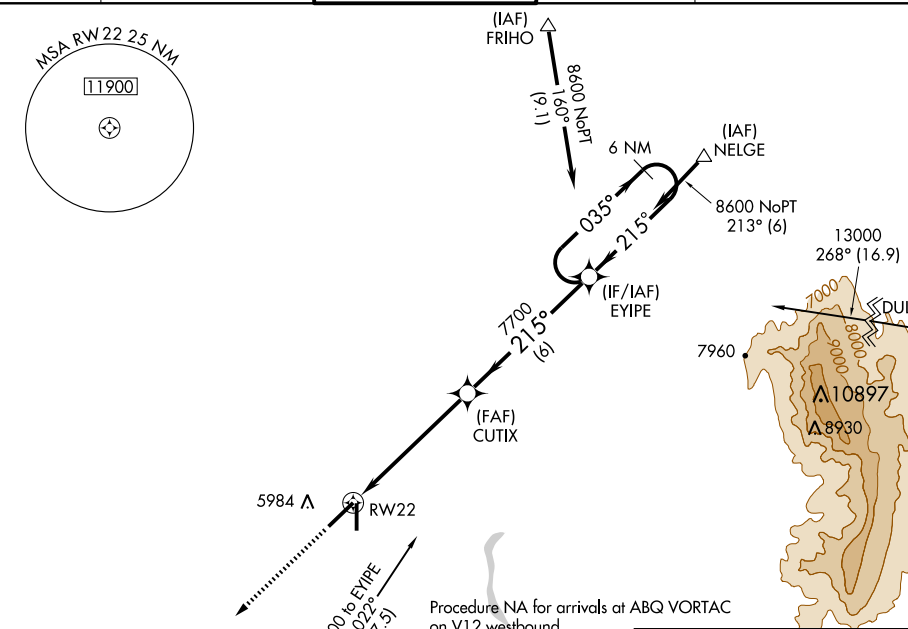 MSA RW22 25 NM
11900
(IAF)
FRIHO
8600 NoPT
160°
(9.1)
6 NM
(IAF)
NELGE
035°
215°
8600 NoPT
213° (6)
13000
268° (16.9)
(IF/IAF)
EYIPE
7000
8000
9000
7700
215°
(6)
7960
10897
8930
(FAF)
CUTIX
5984
RW22
to EYIPE
022°
Procedure NA for arrivals at ABQ VORTAC
on V12 westbound